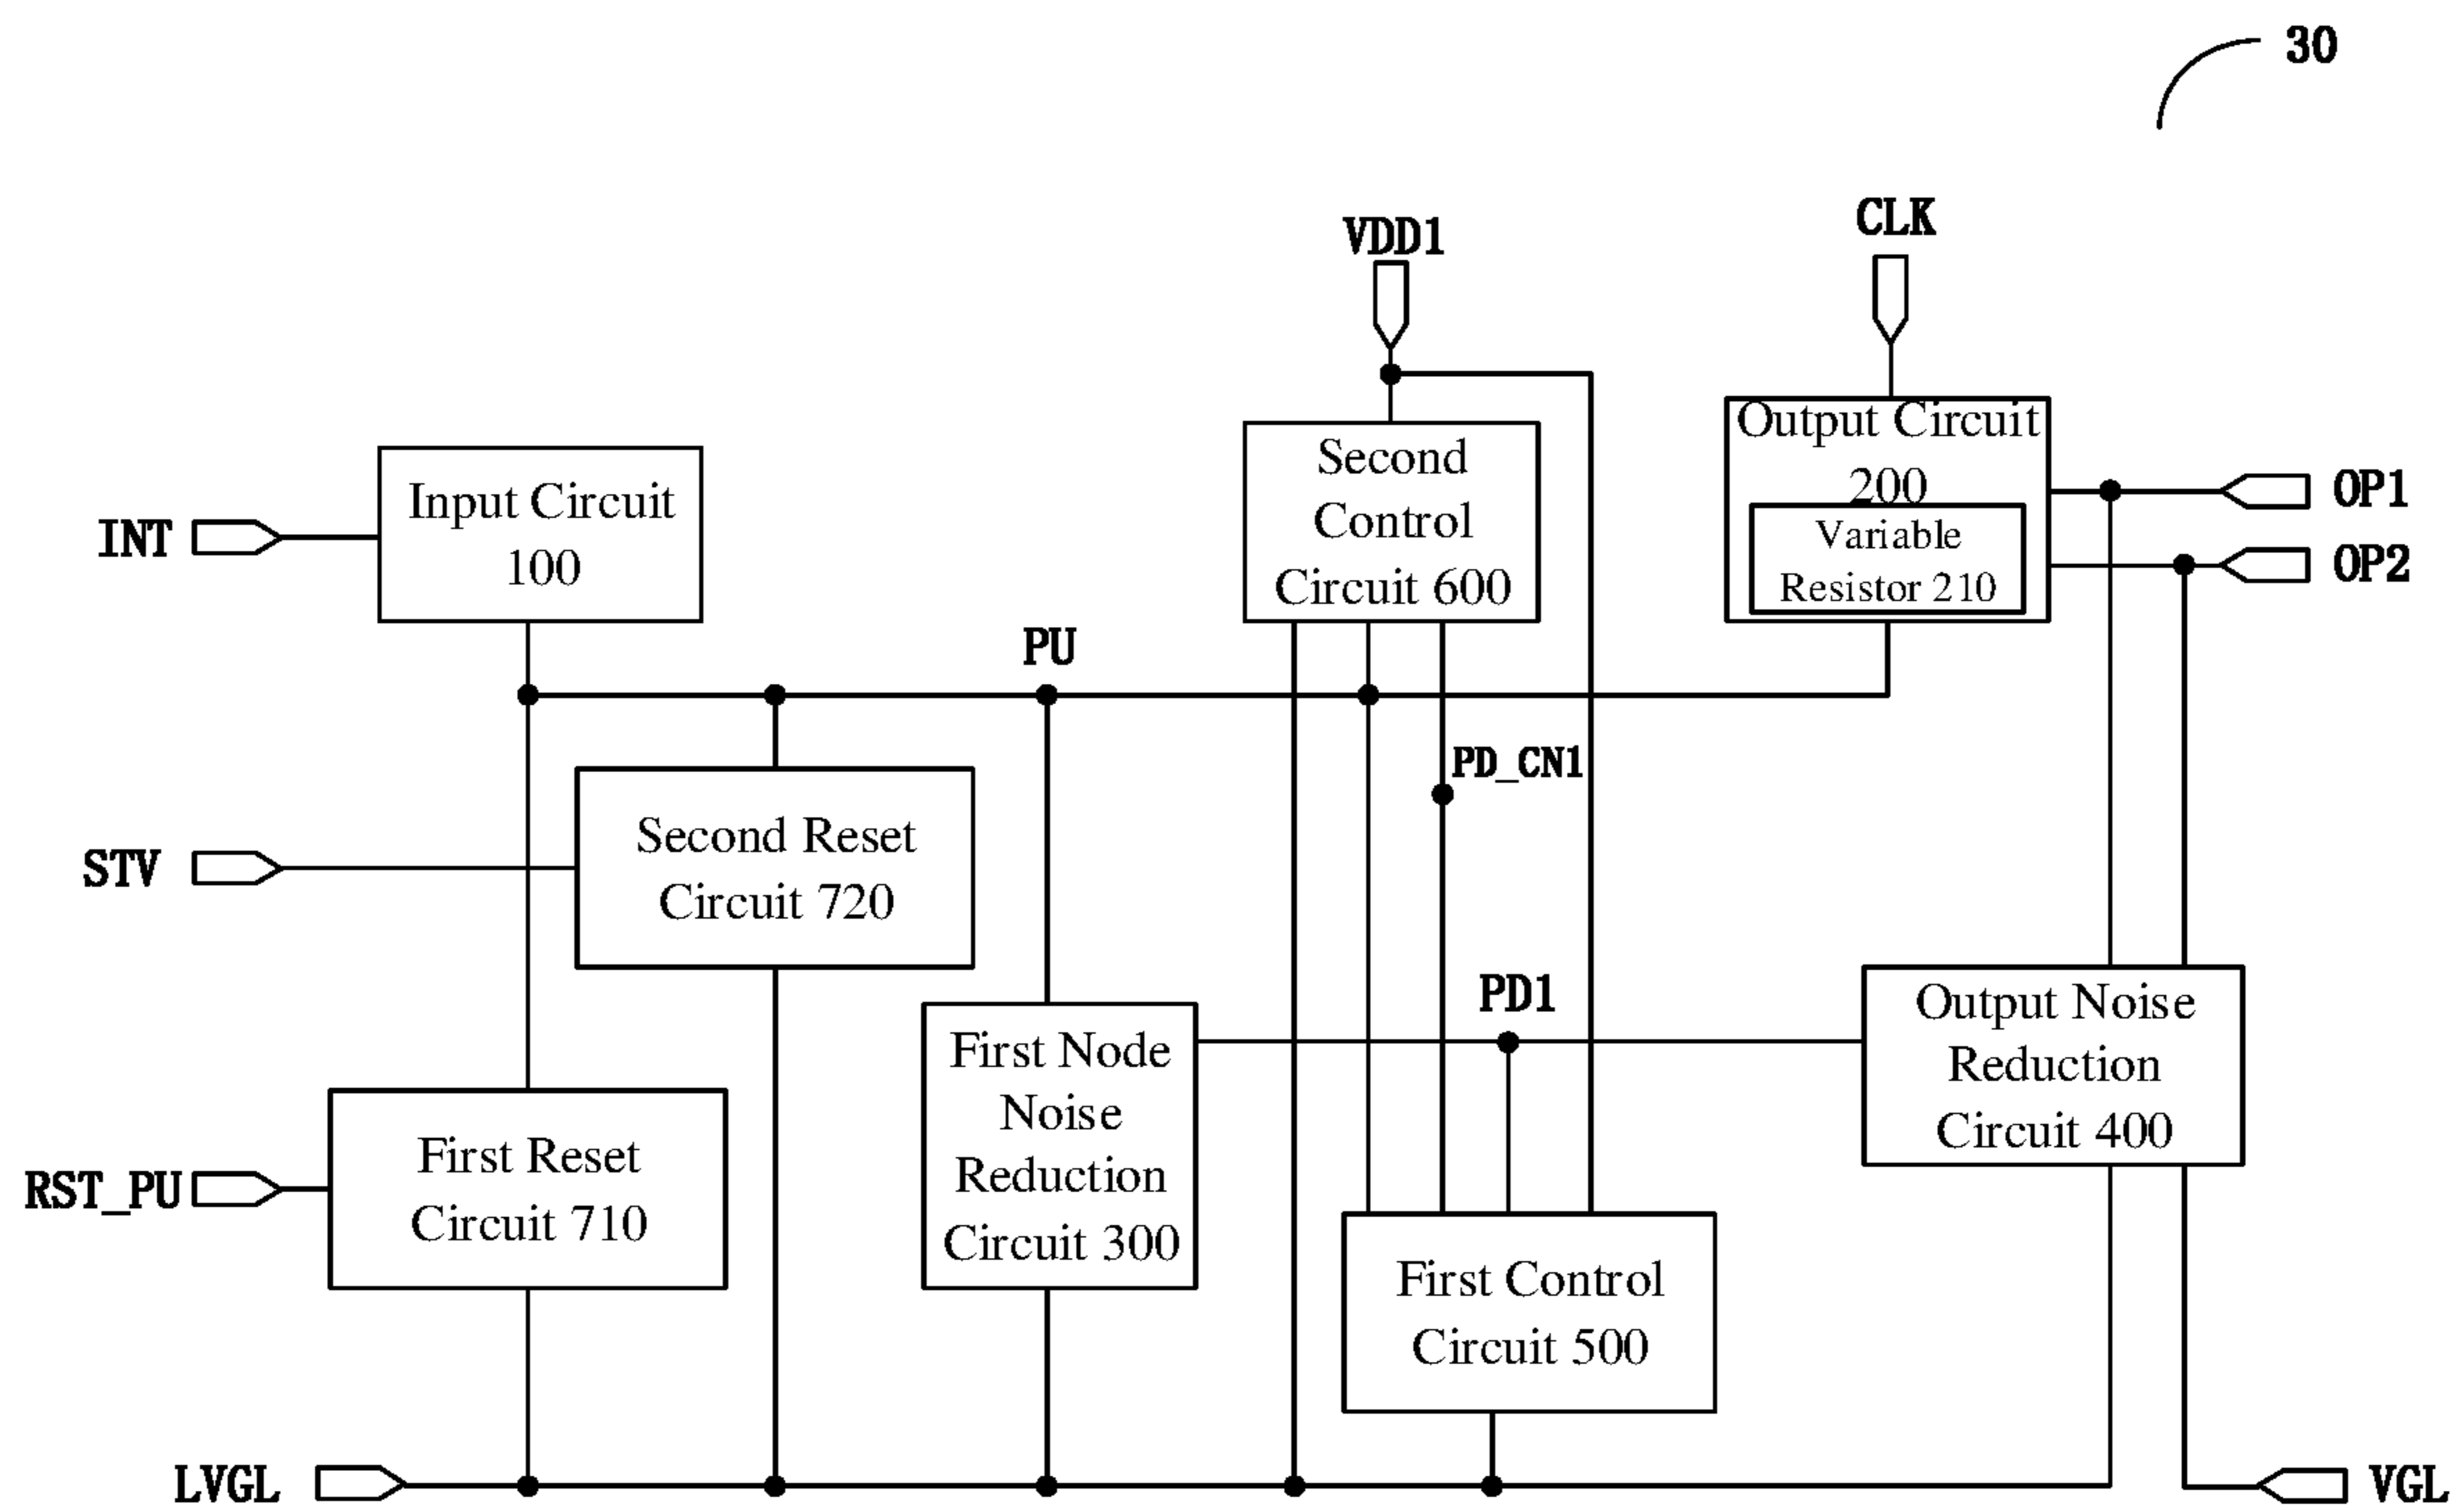 30
CLK
VDD1
Output Circuit
200
Variable
Resistor 210
OP1
OP2
Second
Control
Circuit 600
Input Circuit
100
INT
PU
PD_CN1
Second Reset
Circuit 720
STV
PD1
Output Noise
Reduction
Circuit 400
First Node
Noise
Reduction
Circuit 300
First Reset
Circuit 710
RST_PU
First Control
Circuit 500
LVGL
VGL